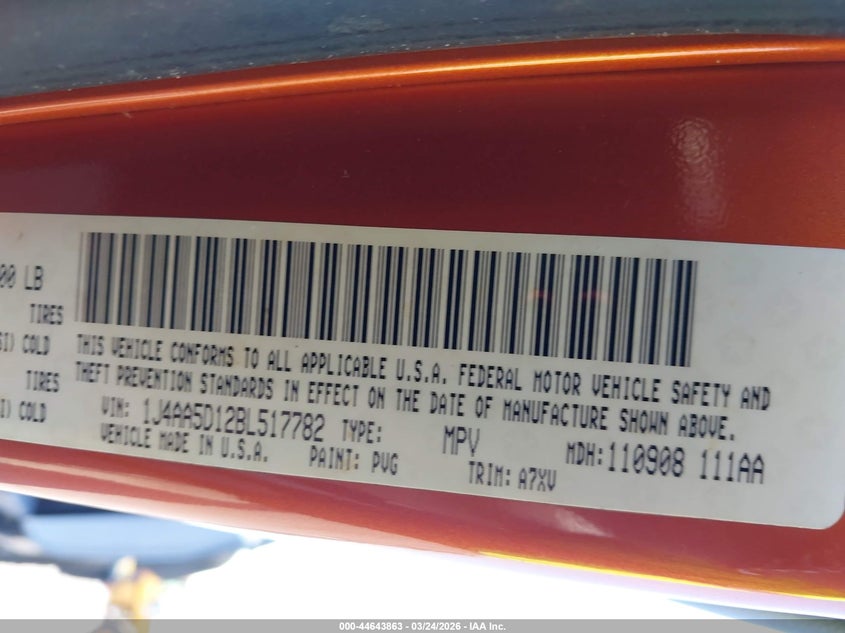 00 LB
TIRES
SI) COLD
TIRES
I) COLD
THIS VEHICLE CONFORMS TO ALL APPLICABLE U.S.A. FEDERAL MOTOR VEHICLE SAFETY AND
THEFT PREVENTION STANDARDS IN EFFECT ON THE DATE OF MANUFACTURE SHOWN ABOVE.
VIN: 1J4AA5D12BL517782 TYPE: MPV MDH:110908 111AA
VEHICLE MADE IN U.S.A. PAINT: PVG TRIM: A7XV
000-44643863 - 03/24/2026 - IAA Inc.